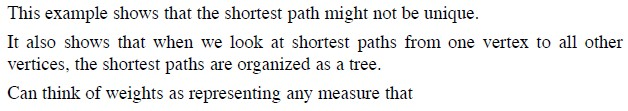 This example shows that the shortest path might not be unique.
It also shows that when we look at shortest paths from one vertex to all other
vertices, the shortest paths are organized as a tree.
Can think of weights as representing any measure that